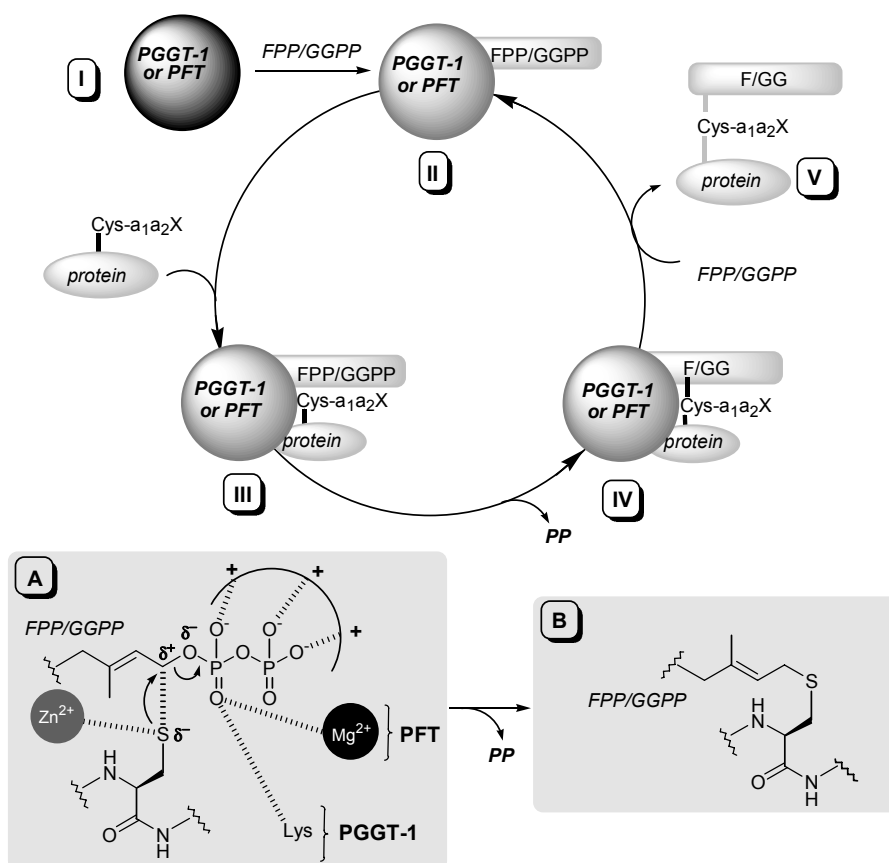 I
PGGT-1
or PFT
FPP/GGPP
PGGT-1
or PFT
FPP/GGPP
II
F/GG
Cys-a₁a₂X
protein
V
Cys-a₁a₂X
protein
FPP/GGPP
PGGT-1
or PFT
FPP/GGPP
Cys-a₁a₂X
protein
III
PGGT-1
or PFT
F/GG
Cys-a₁a₂X
protein
IV
PP
A
FPP/GGPP
+
+
+
δ⁺
δ⁻
O
O⁻
O⁻
P
O
P
O⁻
O
O
Zn²⁺
S
δ⁻
Mg²⁺
PFT
H
N
O
N
H
Lys
PGGT-1
PP
B
FPP/GGPP
S
H
N
O
N
H